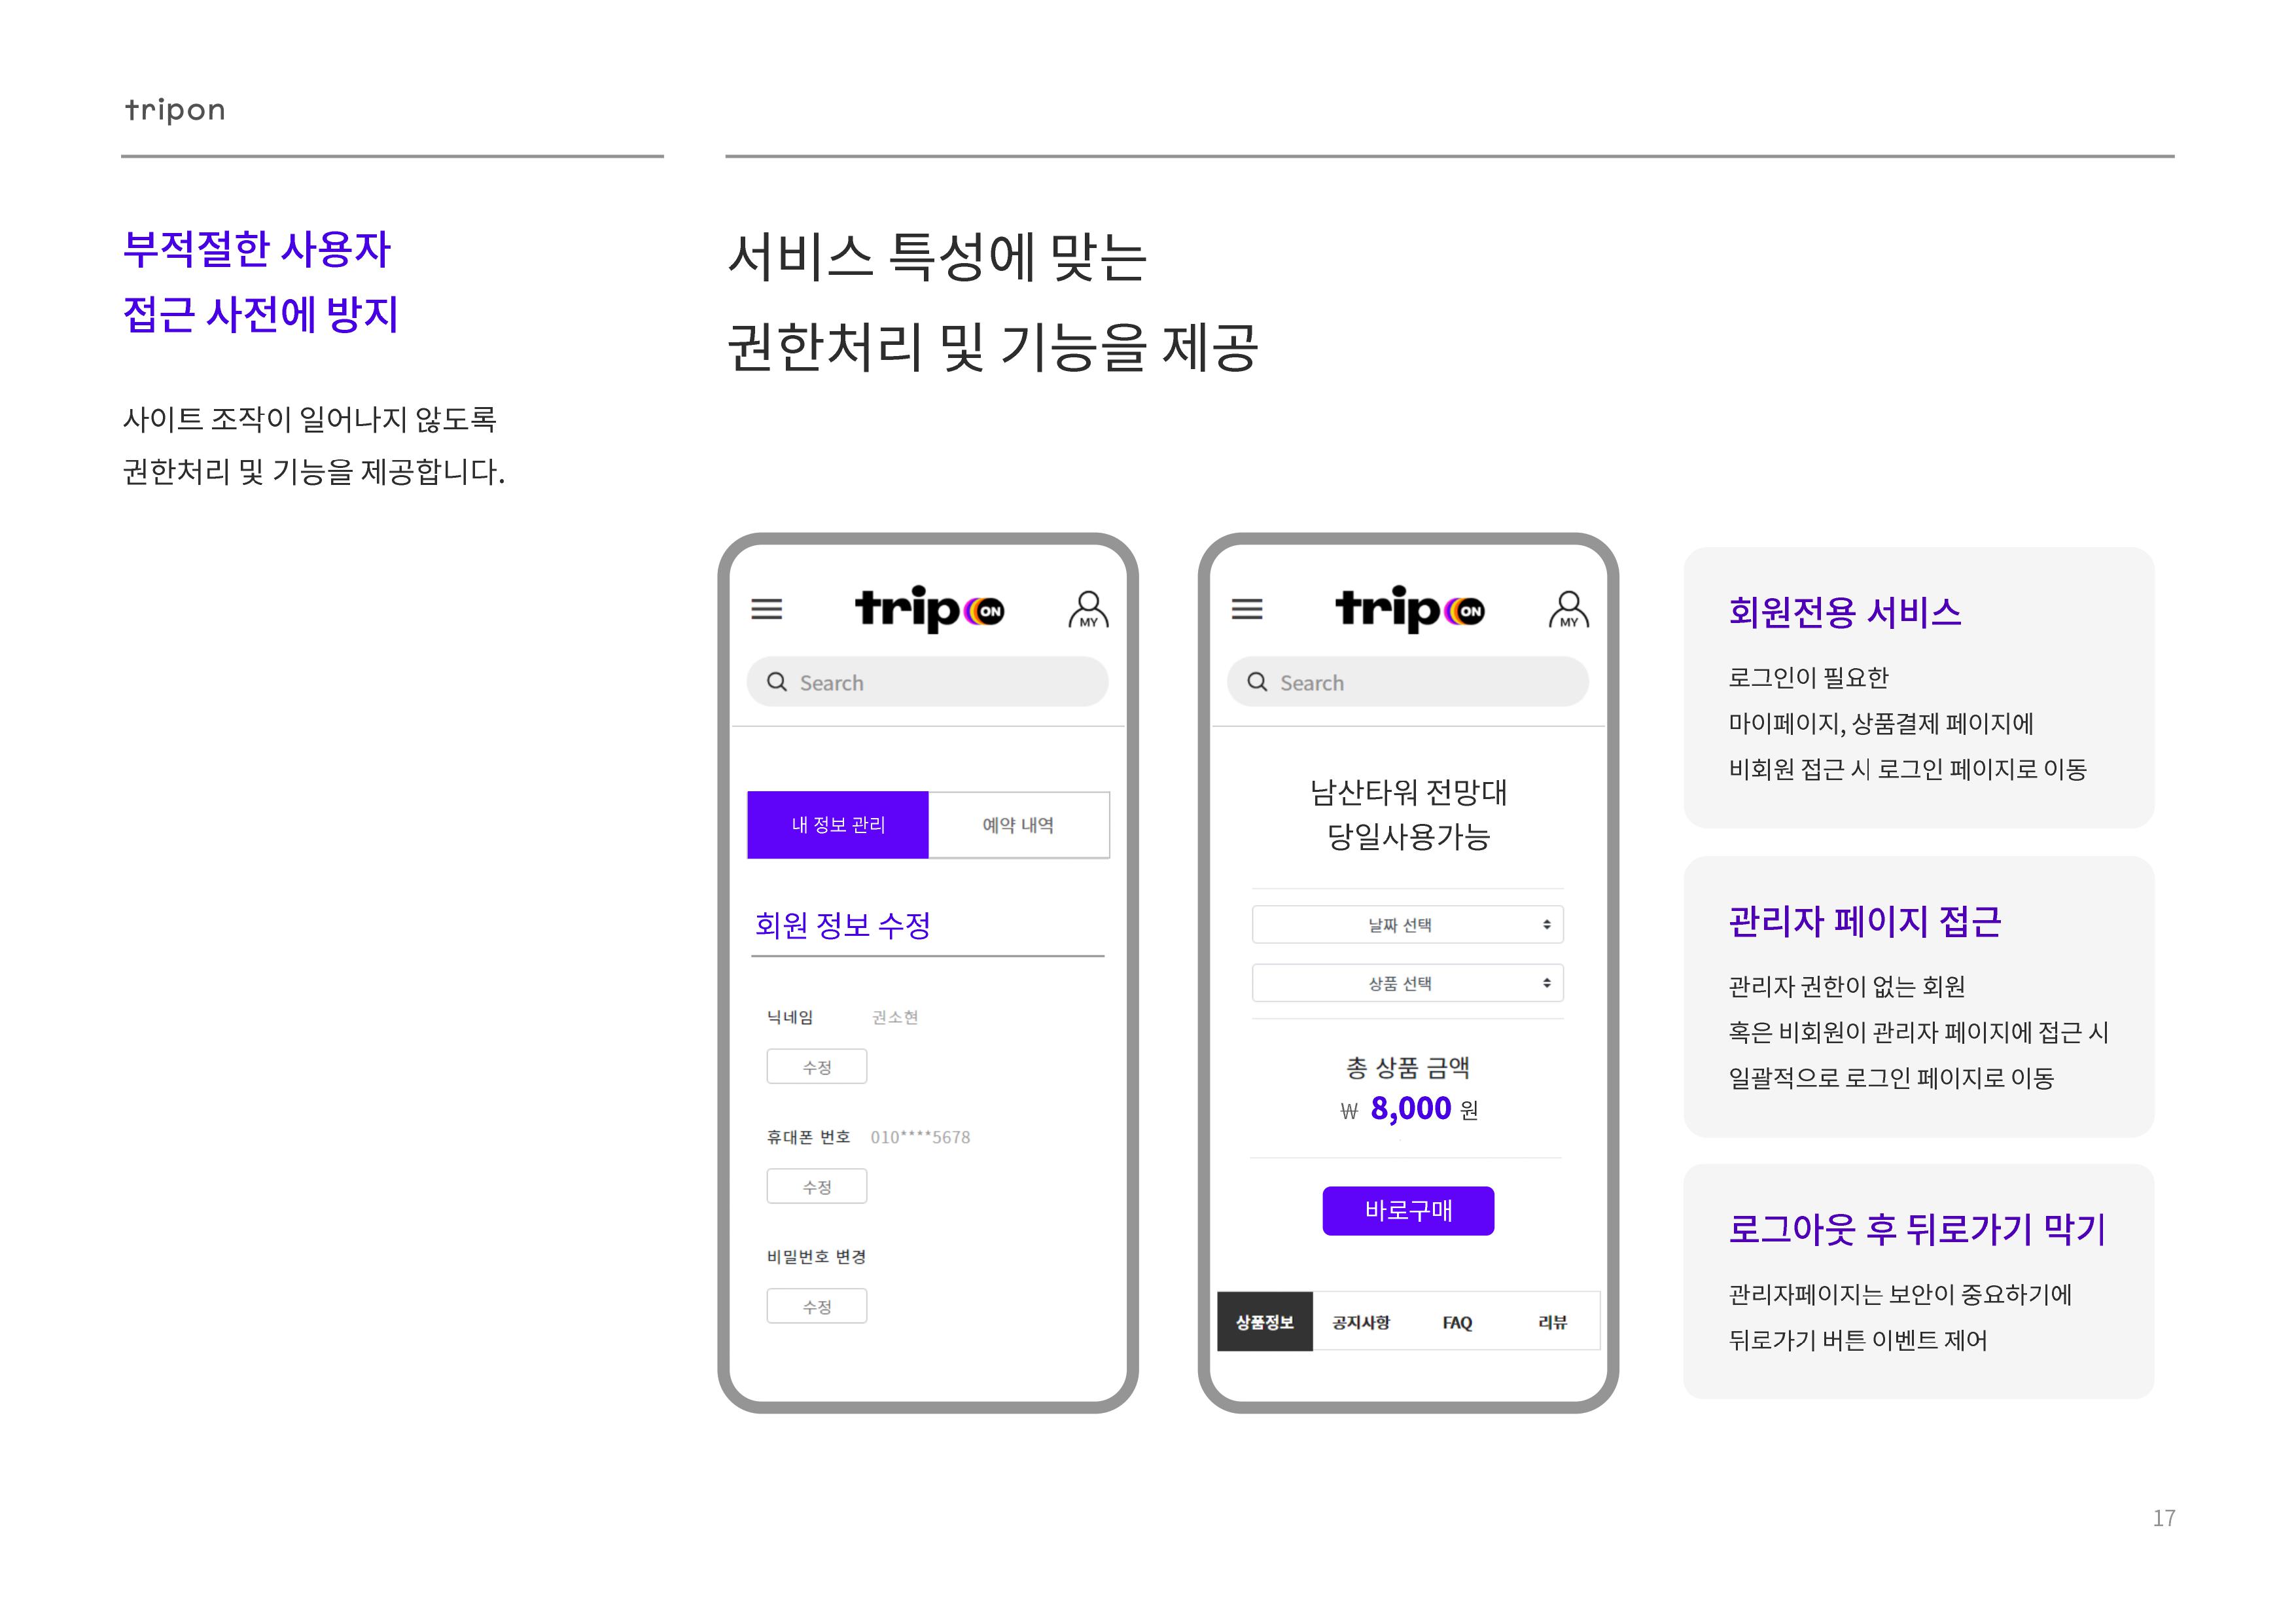 tripon
부적절한 사용자
접근 사전에 방지
사이트 조작이 일어나지 않도록
권한처리 및 기능을 제공합니다.
서비스 특성에 맞는
권한처리 및 기능을 제공
trip ON
MY
Search
내 정보 관리
예약 내역
회원 정보 수정
닉네임 권소현
수정
휴대폰 번호 010****5678
수정
비밀번호 변경
수정
trip ON
MY
Search
남산타워 전망대
당일사용가능
날짜 선택
상품 선택
총 상품 금액
₩ 8,000 원
바로구매
상품정보 공지사항 FAQ 리뷰
회원전용 서비스
로그인이 필요한
마이페이지, 상품결제 페이지에
비회원 접근 시 로그인 페이지로 이동
관리자 페이지 접근
관리자 권한이 없는 회원
혹은 비회원이 관리자 페이지에 접근 시
일괄적으로 로그인 페이지로 이동
로그아웃 후 뒤로가기 막기
관리자페이지는 보안이 중요하기에
뒤로가기 버튼 이벤트 제어
17